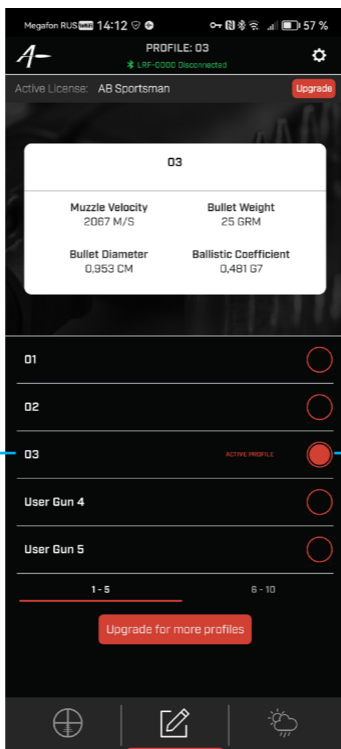 Megafon RUS 14:12 57 %
PROFILE: 03
LRF-0000 Disconnected
Active License: AB Sportsman
Upgrade
03
Muzzle Velocity Bullet Weight
2067 M/S 25 GRM
Bullet Diameter Ballistic Coefficient
0,953 CM 0,481 G7
01
02
03 ACTIVE PROFILE
User Gun 4
User Gun 5
1 - 5 6 - 10
Upgrade for more profiles